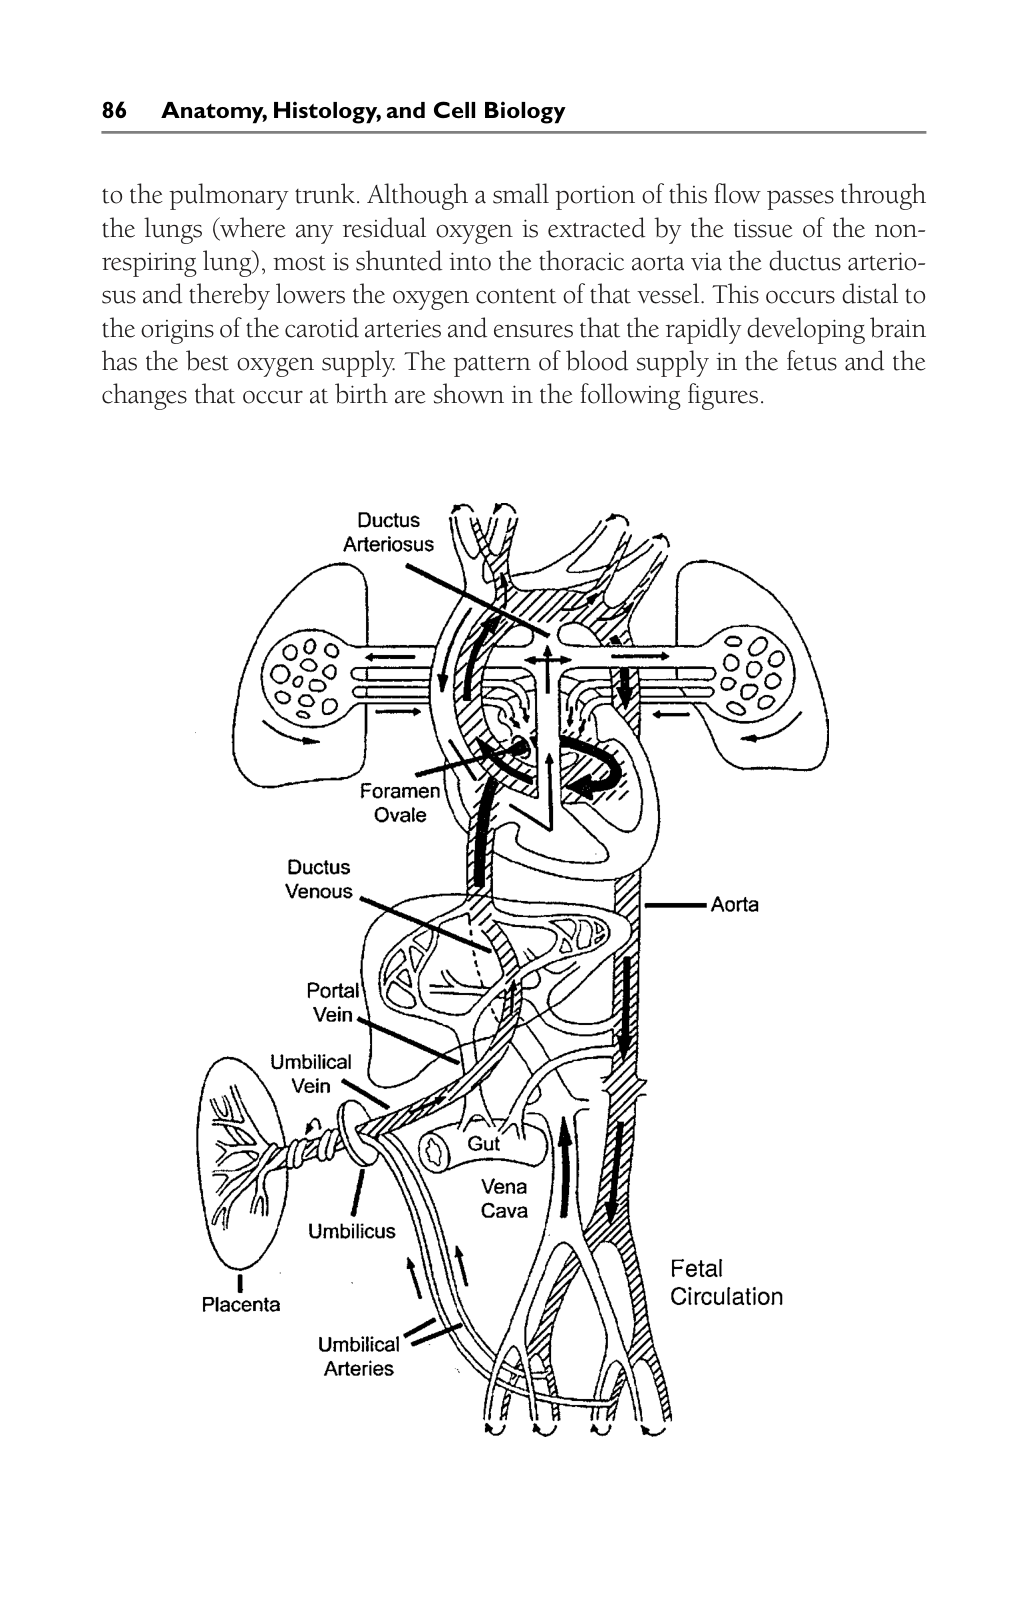 86 Anatomy, Histology, and Cell Biology
to the pulmonary trunk. Although a small portion of this flow passes through
the lungs (where any residual oxygen is extracted by the tissue of the non-
respiring lung), most is shunted into the thoracic aorta via the ductus arterio-
sus and thereby lowers the oxygen content of that vessel. This occurs distal to
the origins of the carotid arteries and ensures that the rapidly developing brain
has the best oxygen supply. The pattern of blood supply in the fetus and the
changes that occur at birth are shown in the following figures.
Ductus
Arteriosus
Foramen
Ovale
Ductus
Venous
Aorta
Portal
Vein
Umbilical
Vein
Gut
Vena
Cava
Umbilicus
Fetal
Circulation
Placenta
Umbilical
Arteries